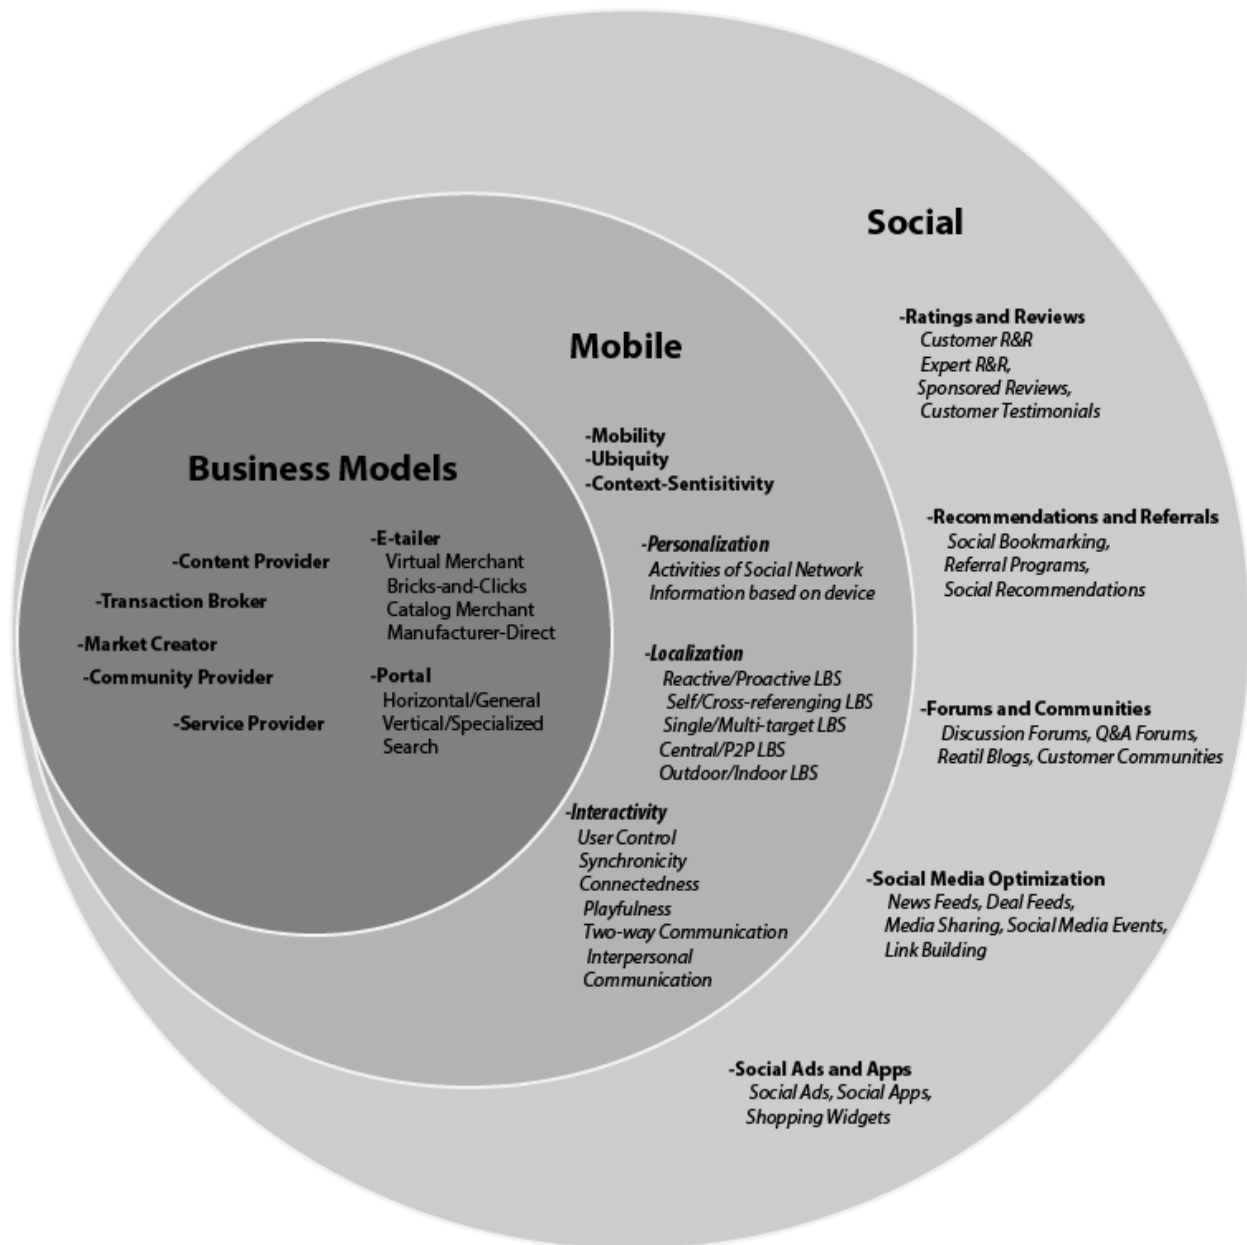 Social
-Ratings and Reviews
Customer R&R
Expert R&R,
Sponsored Reviews,
Customer Testimonials
-Recommendations and Referrals
Social Bookmarking,
Referral Programs,
Social Recommendations
-Forums and Communities
Discussion Forums, Q&A Forums,
Reatil Blogs, Customer Communities
-Social Media Optimization
News Feeds, Deal Feeds,
Media Sharing, Social Media Events,
Link Building
-Social Ads and Apps
Social Ads, Social Apps,
Shopping Widgets
Mobile
-Mobility
-Ubiquity
-Context-Sentisitivity
-Personalization
Activities of Social Network
Information based on device
-Localization
Reactive/Proactive LBS
Self/Cross-referenging LBS
Single/Multi-target LBS
Central/P2P LBS
Outdoor/Indoor LBS
-Interactivity
User Control
Synchronicity
Connectedness
Playfulness
Two-way Communication
Interpersonal
Communication
Business Models
-Content Provider
-Transaction Broker
-Market Creator
-Community Provider
-Service Provider
-E-tailer
Virtual Merchant
Bricks-and-Clicks
Catalog Merchant
Manufacturer-Direct
-Portal
Horizontal/General
Vertical/Specialized
Search